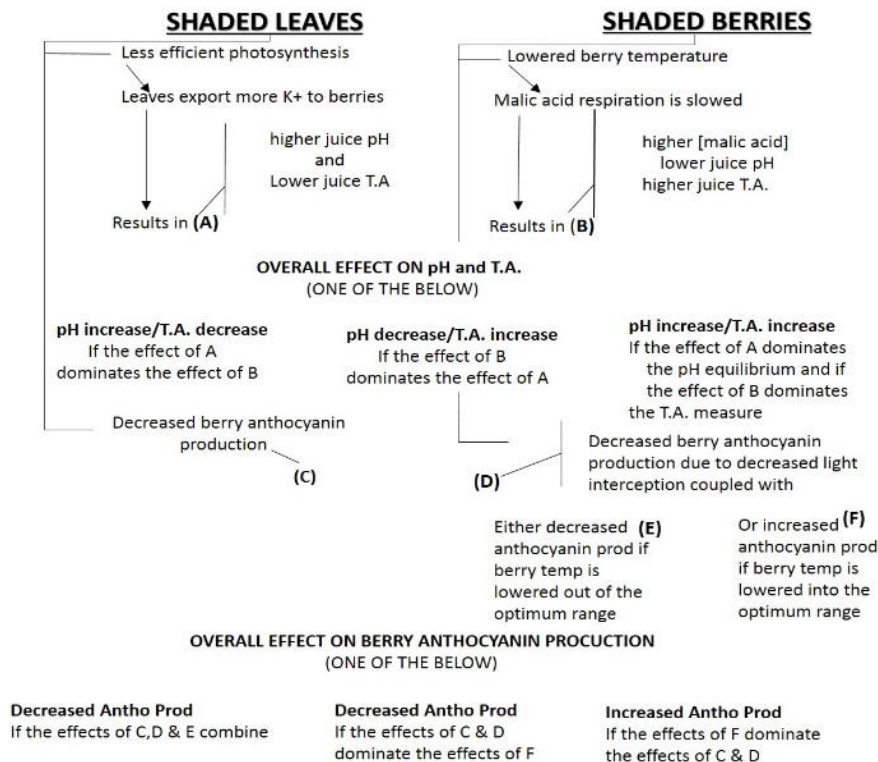 SHADED LEAVES
Less efficient photosynthesis
Leaves export more K+ to berries
higher juice pH
and
Lower juice T.A
Results in (A)
SHADED BERRIES
Lowered berry temperature
Malic acid respiration is slowed
higher [malic acid]
lower juice pH
higher juice T.A.
Results in (B)
OVERALL EFFECT ON pH and T.A.
(ONE OF THE BELOW)
pH increase/T.A. decrease
If the effect of A
dominates the effect of B
pH decrease/T.A. increase
If the effect of B
dominates the effect of A
pH increase/T.A. increase
If the effect of A dominates
the pH equilibrium and if
the effect of B dominates
the T.A. measure
Decreased berry anthocyanin
production
(C)
(D)
Decreased berry anthocyanin
production due to decreased light
interception coupled with
Either decreased (E)
anthocyanin prod if
berry temp is
lowered out of the
optimum range
Or increased (F)
anthocyanin prod
if berry temp is
lowered into the
optimum range
OVERALL EFFECT ON BERRY ANTHOCYANIN PROCUCTION
(ONE OF THE BELOW)
Decreased Antho Prod
If the effects of C,D & E combine
Decreased Antho Prod
If the effects of C & D
dominate the effects of F
Increased Antho Prod
If the effects of F dominate
the effects of C & D